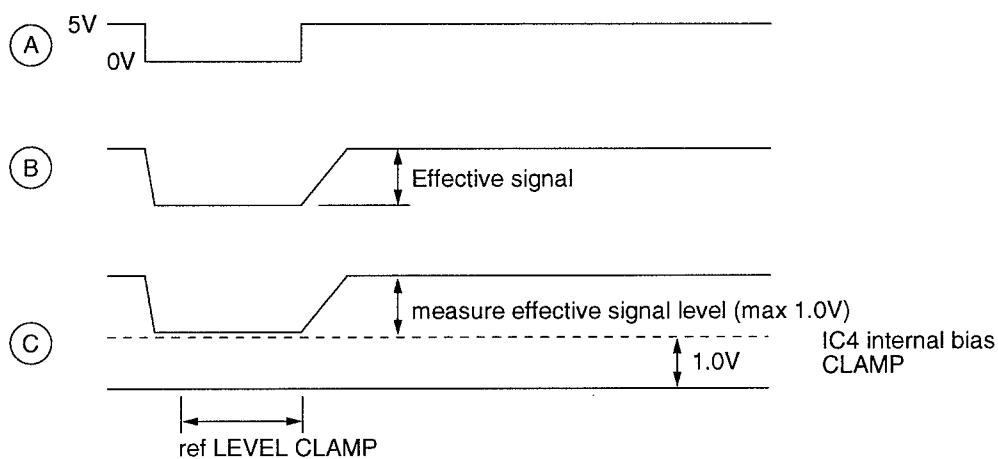 A
5V
0V
B
Effective signal
C
measure effective signal level (max 1.0V)
IC4 internal bias
CLAMP
1.0V
ref LEVEL CLAMP